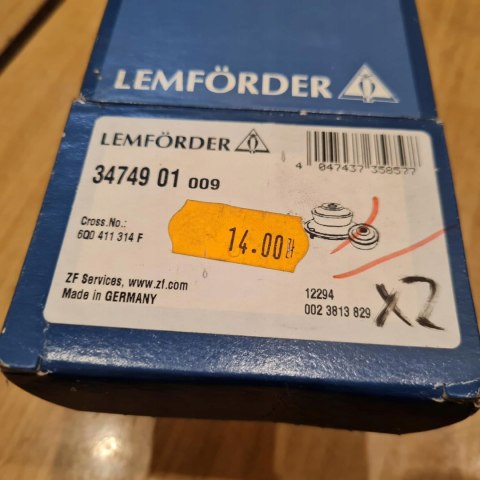 LEMFÖRDER
LEMFÖRDER
4 047437 358577
34749 01 009
Cross.No.:
6Q0 411 314 F
14.00
ZF Services, www.zf.com
Made in GERMANY
12294
002 3813 829
X2